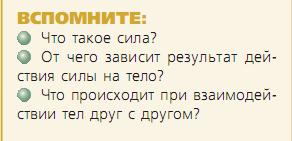 ВСПОМНИТЕ:
Что такое сила?
От чего зависит результат дей-
ствия силы на тело?
Что происходит при взаимодей-
ствии тел друг с другом?